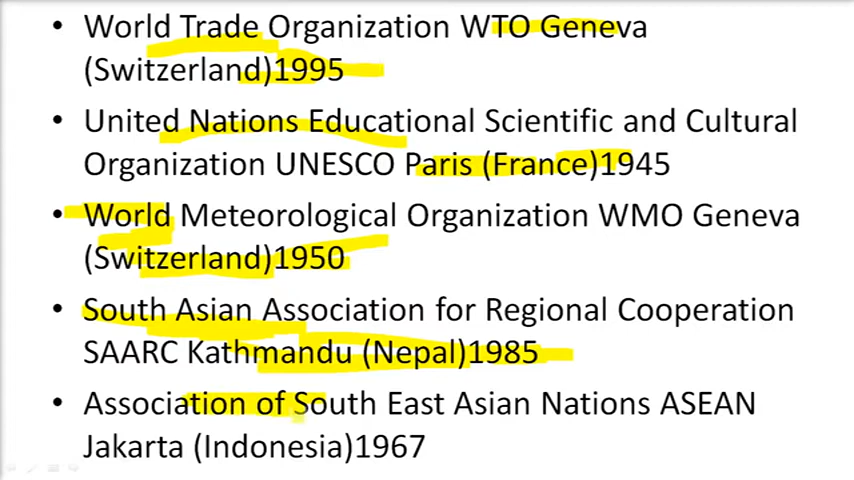 • World Trade Organization WTO Geneva
(Switzerland)1995
• United Nations Educational Scientific and Cultural
Organization UNESCO Paris (France)1945
• World Meteorological Organization WMO Geneva
(Switzerland)1950
• South Asian Association for Regional Cooperation
SAARC Kathmandu (Nepal)1985
• Association of South East Asian Nations ASEAN
Jakarta (Indonesia)1967